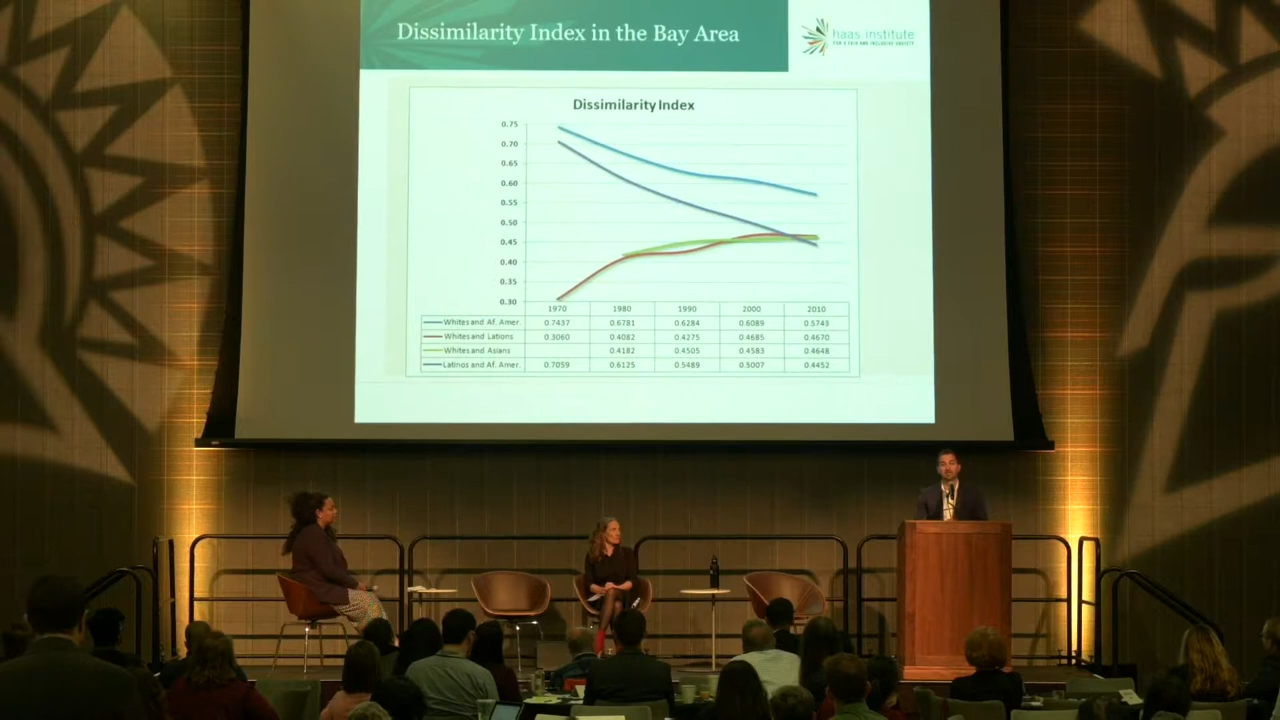 Dissimilarity Index in the Bay Area
haas institute
FOR A FAIR AND INCLUSIVE SOCIETY
Dissimilarity Index
0.75
0.70
0.65
0.60
0.55
0.50
0.45
0.40
0.35
0.30
1970 1980 1990 2000 2010
Whites and Af. Amer. 0.7437 0.6781 0.6284 0.6089 0.5743
Whites and Lations 0.3060 0.4082 0.4275 0.4685 0.4670
Whites and Asians 0.4182 0.4505 0.4583 0.4648
Latinos and Af. Amer. 0.7059 0.6125 0.5489 0.5007 0.4452